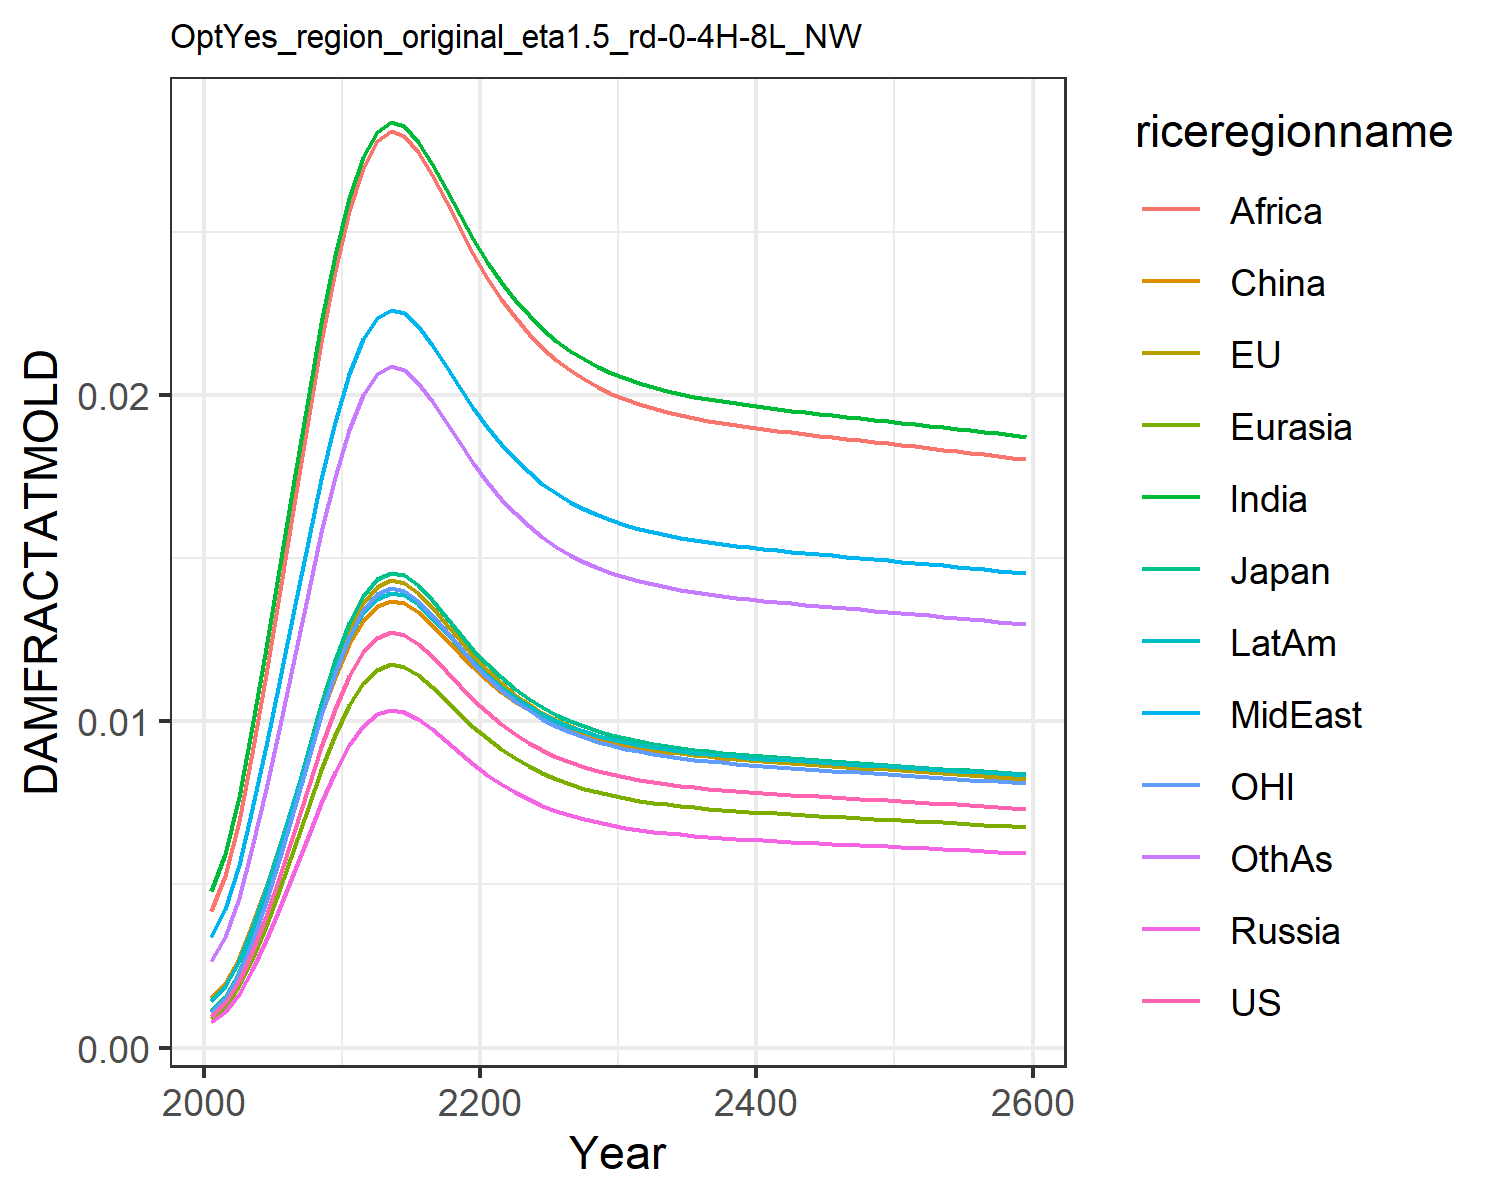 OptYes_region_original_eta1.5_rd-0-4H-8L_NW
DAMFRACTATMOLD
0.02
0.01
0.00
2000 2200 2400 2600
Year
riceregionname
Africa
China
EU
Eurasia
India
Japan
LatAm
MidEast
OHI
OthAs
Russia
US